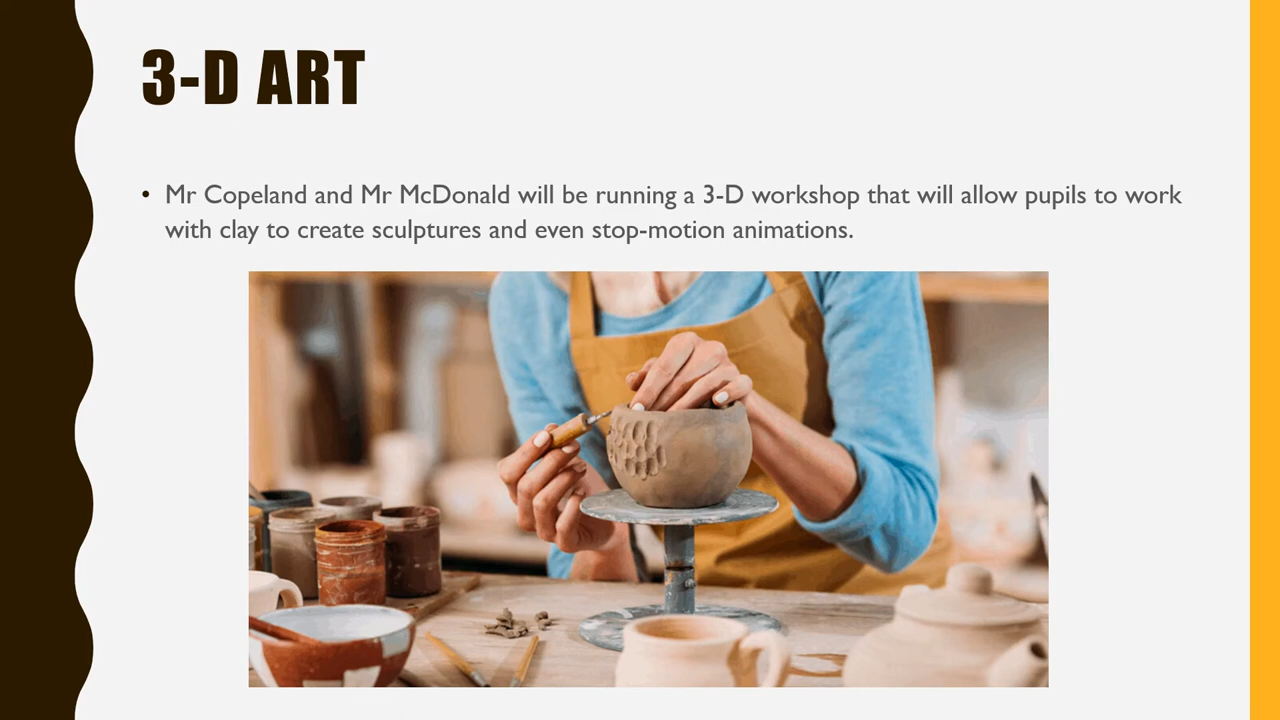 3-D ART
• Mr Copeland and Mr McDonald will be running a 3-D workshop that will allow pupils to work
with clay to create sculptures and even stop-motion animations.